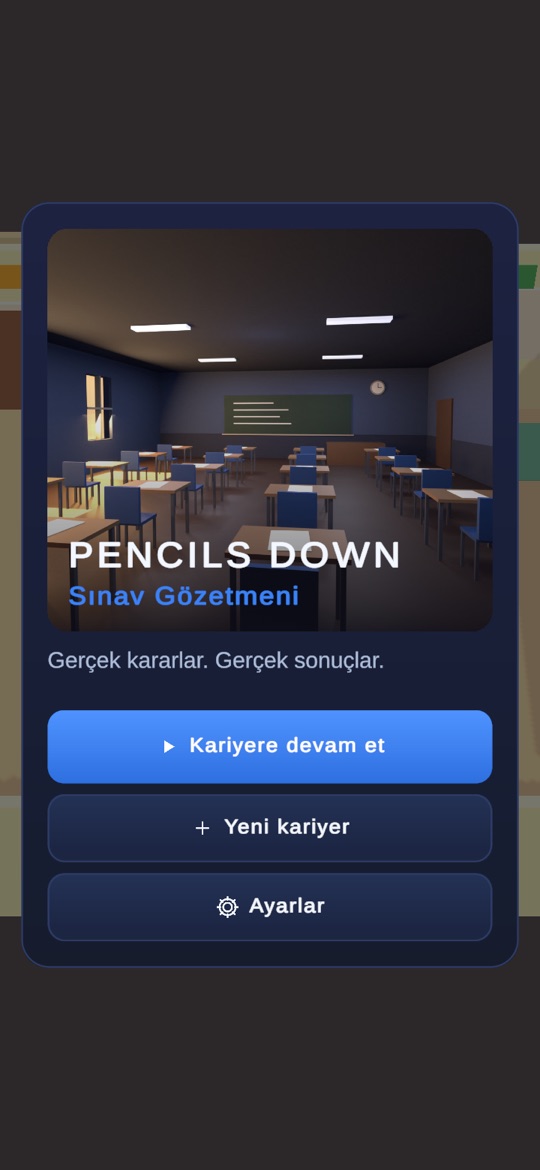 PENCILS DOWN
Sınav Gözetmeni
Gerçek kararlar. Gerçek sonuçlar.
Kariyere devam et
Yeni kariyer
Ayarlar